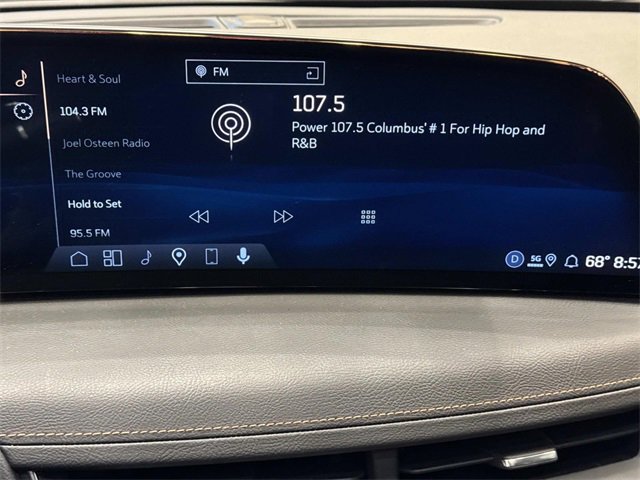 Heart & Soul
104.3 FM
Joel Osteen Radio
The Groove
Hold to Set
95.5 FM
FM
107.5
Power 107.5 Columbus' # 1 For Hip Hop and
R&B
D 5G 68° 8:57